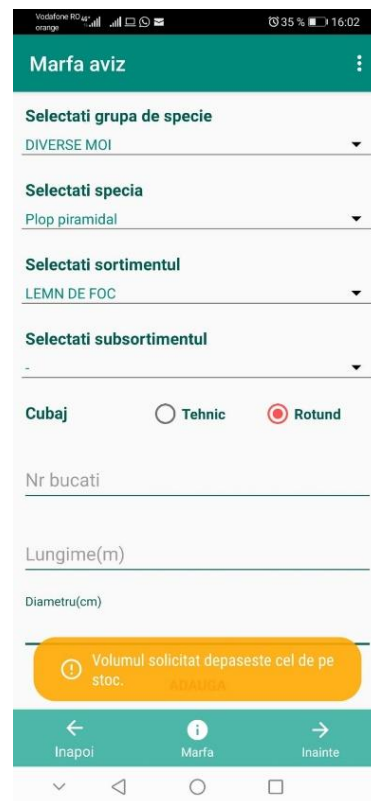 Vodafone RO
orange
35 % 16:02
Marfa aviz
Selectati grupa de specie
DIVERSE MOI
Selectati specia
Plop piramidal
Selectati sortimentul
LEMN DE FOC
Selectati subsortimentul
-
Cubaj Tehnic Rotund
Nr bucati
Lungime(m)
Diametru(cm)
Volumul solicitat depaseste cel de pe
stoc.
ADAUGA
Inapoi Marfa Inainte